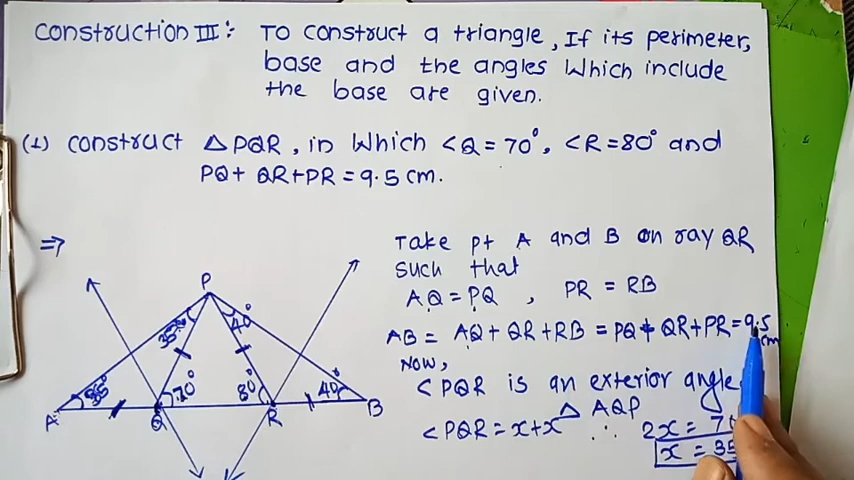 Construction III: To construct a triangle, If its perimeter,
base and the angles Which include
the base are given.
(1) Construct △PQR, in Which <Q = 70°, <R = 80° and
PQ + QR + PR = 9.5 cm.
⇒
Take pt A and B on ray QR
such that
AQ = PQ , PR = RB
AB = AQ + QR + RB = PQ + QR + PR = 9.5 cm
Now,
<PQR is an exterior angle
△ AQP
<PQR = x + x ∴ 2x = 70
x = 35
P
35° 40°
35° 70° 80° 40°
A Q R B